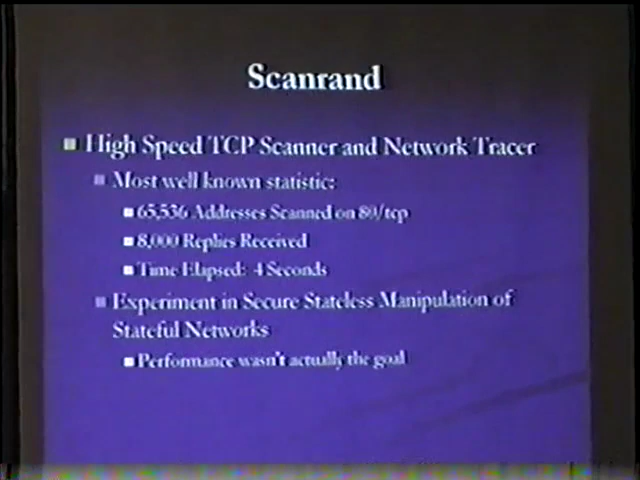 Scanrand
High Speed TCP Scanner and Network Tracer
Most well known statistic:
65,536 Addresses Scanned on 80/tcp
8,000 Replies Received
Time Elapsed: 4 Seconds
Experiment in Secure Stateless Manipulation of
Stateful Networks
Performance wasn't actually the goal